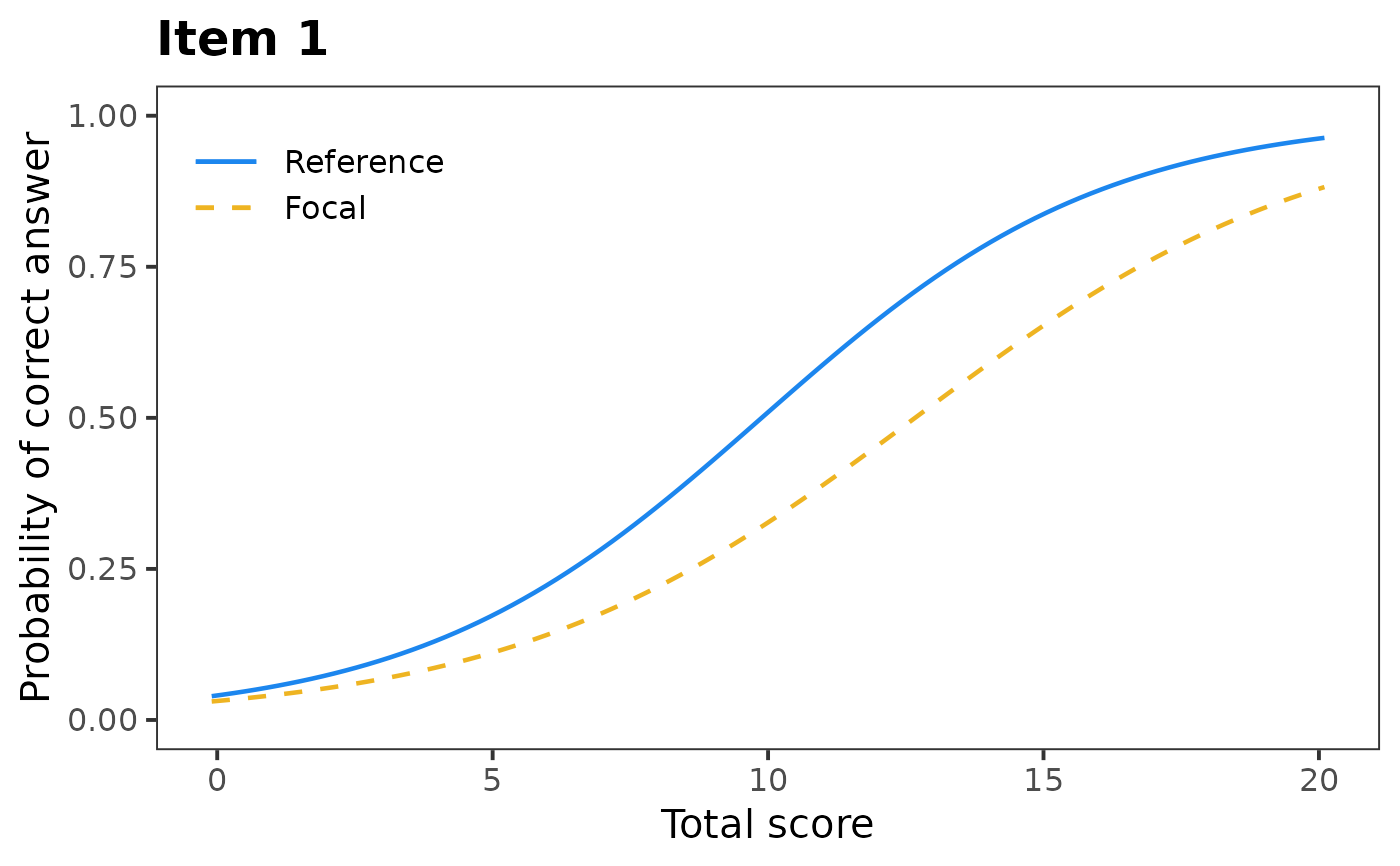 Item 1
Probability of correct answer
1.00
0.75
0.50
0.25
0.00
Reference
Focal
0 5 10 15 20
Total score